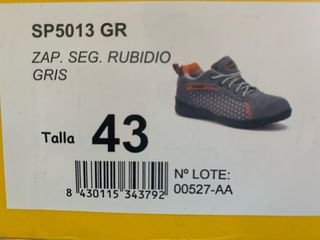 SP5013 GR
ZAP. SEG. RUBIDIO
GRIS
Talla 43
Nº LOTE:
00527-AA
8 430115 343792